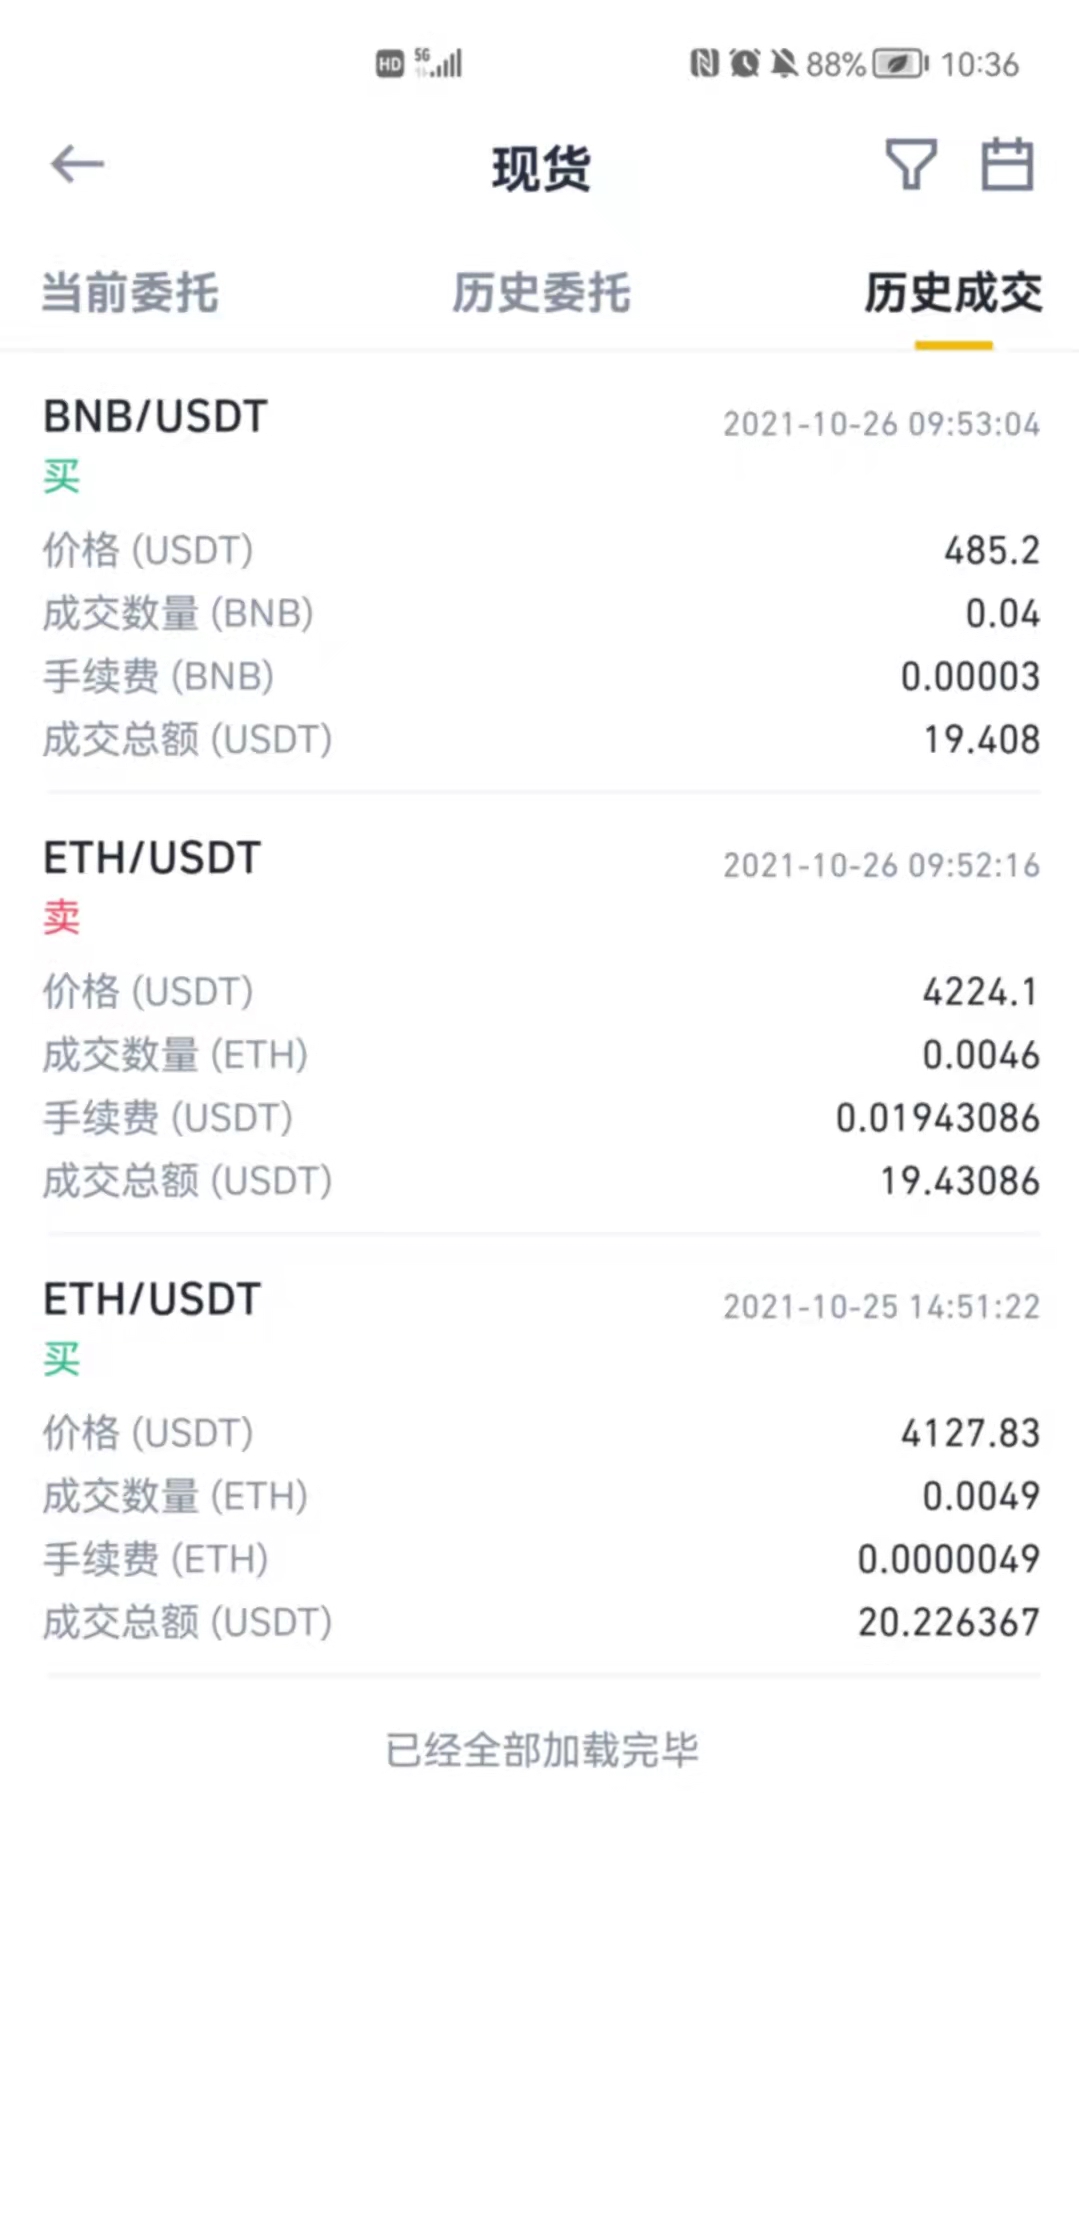 HD 5G 88% 10:36
现货
当前委托 历史委托 历史成交
BNB/USDT 2021-10-26 09:53:04
买
价格 (USDT) 485.2
成交数量 (BNB) 0.04
手续费 (BNB) 0.00003
成交总额 (USDT) 19.408
ETH/USDT 2021-10-26 09:52:16
卖
价格 (USDT) 4224.1
成交数量 (ETH) 0.0046
手续费 (USDT) 0.01943086
成交总额 (USDT) 19.43086
ETH/USDT 2021-10-25 14:51:22
买
价格 (USDT) 4127.83
成交数量 (ETH) 0.0049
手续费 (ETH) 0.0000049
成交总额 (USDT) 20.226367
已经全部加载完毕